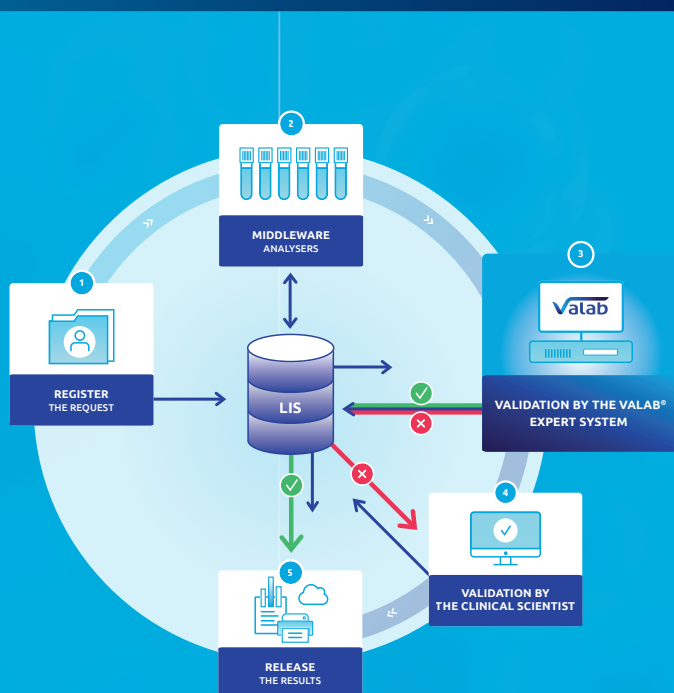 2
MIDDLEWARE
ANALYSERS
1
REGISTER
THE REQUEST
3
Valab
VALIDATION BY THE VALAB®
EXPERT SYSTEM
LIS
4
VALIDATION BY
THE CLINICAL SCIENTIST
5
RELEASE
THE RESULTS